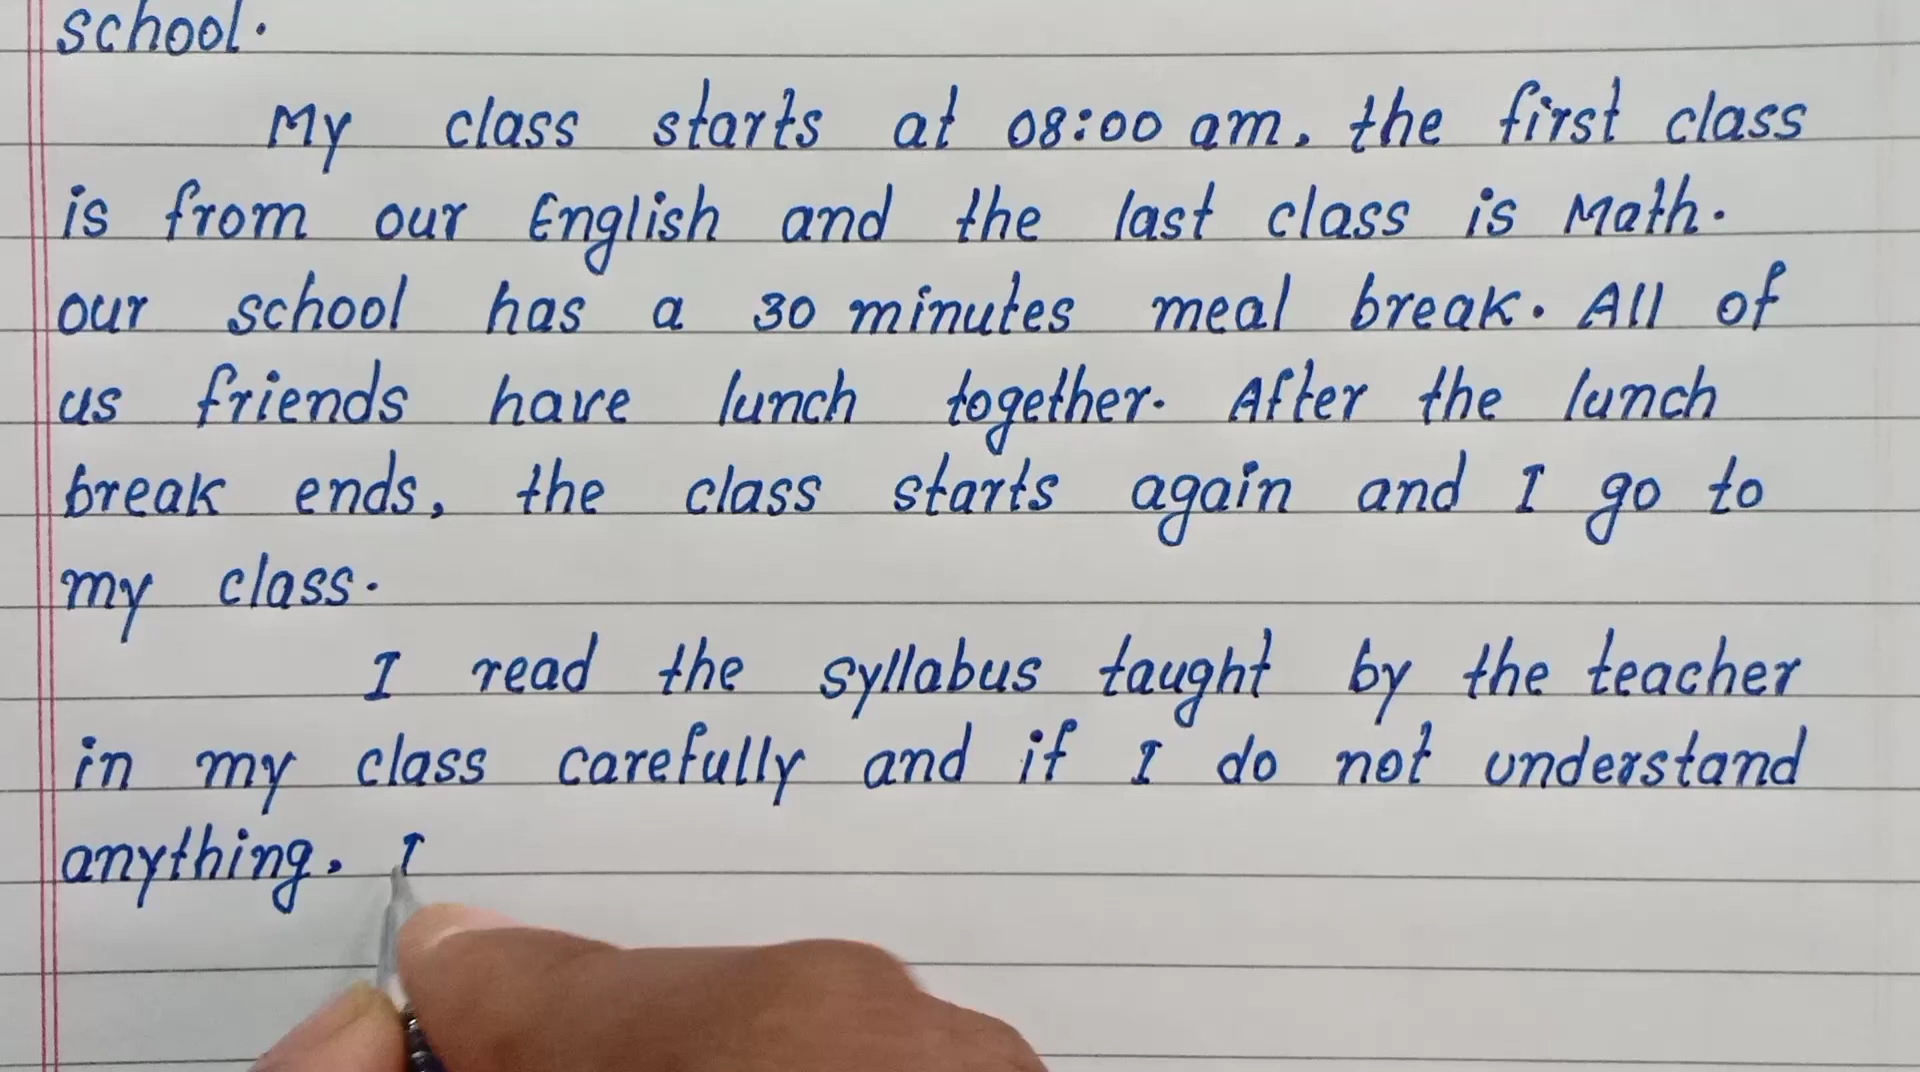 school.
My class starts at 08:00 am, the first class
is from our English and the last class is Math.
our school has a 30 minutes meal break. All of
us friends have lunch together. After the lunch
break ends, the class starts again and I go to
my class.
I read the syllabus taught by the teacher
in my class carefully and if I do not understand
anything, I